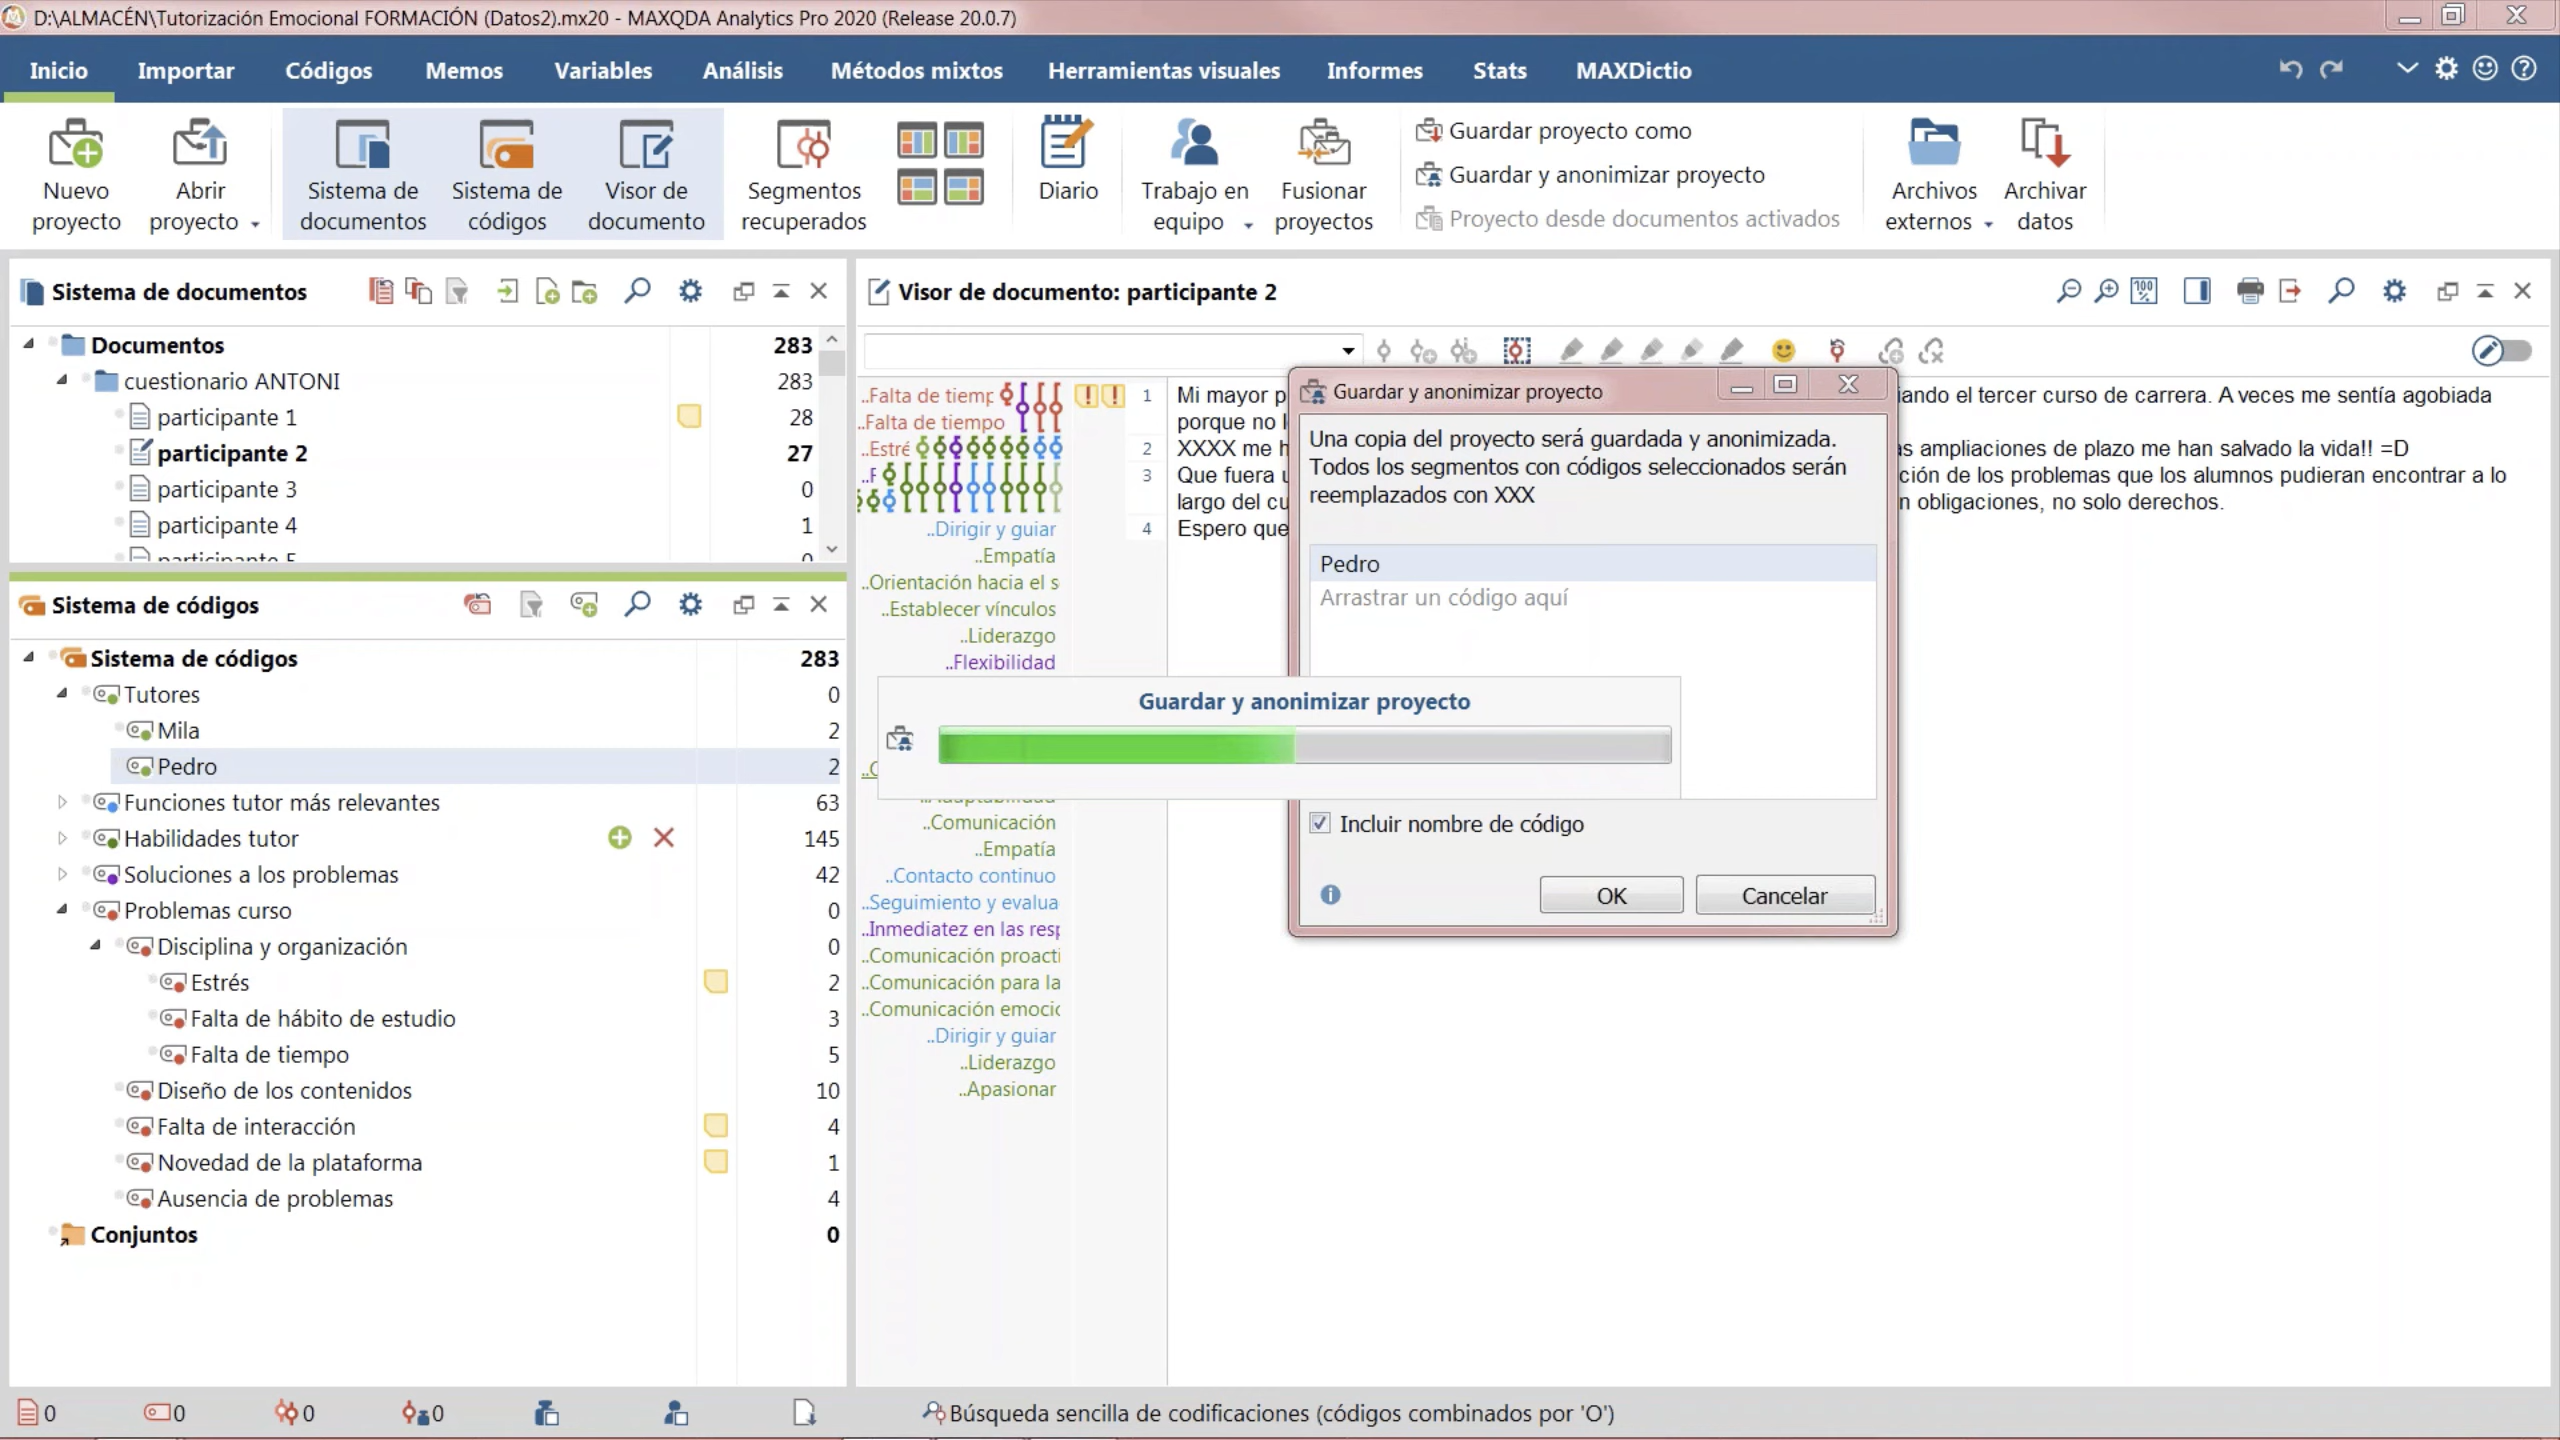 D:\ALMACÉN\Tutorización Emocional FORMACIÓN (Datos2).mx20 - MAXQDA Analytics Pro 2020 (Release 20.0.7)
Inicio Importar Códigos Memos Variables Análisis Métodos mixtos Herramientas visuales Informes Stats MAXDictio
Nuevo proyecto
Abrir proyecto
Sistema de documentos
Sistema de códigos
Visor de documento
Segmentos recuperados
Diario
Trabajo en equipo
Fusionar proyectos
Guardar proyecto como
Guardar y anonimizar proyecto
Proyecto desde documentos activados
Archivos externos
Archivar datos
Sistema de documentos
Documentos 283
cuestionario ANTONI 283
participante 1 28
participante 2 27
participante 3 0
participante 4 1
participante 5 0
Sistema de códigos
Sistema de códigos 283
Tutores 0
Mila 2
Pedro 2
Funciones tutor más relevantes 63
Habilidades tutor 145
Soluciones a los problemas 42
Problemas curso 0
Disciplina y organización 0
Estrés 2
Falta de hábito de estudio 3
Falta de tiempo 5
Diseño de los contenidos 10
Falta de interacción 4
Novedad de la plataforma 1
Ausencia de problemas 4
Conjuntos 0
Visor de documento: participante 2
100 %
..Falta de tiemp
..Falta de tiempo
..Estré
..F
..Dirigir y guiar
..Empatía
..Orientación hacia el s
..Establecer vínculos
..Liderazgo
..Flexibilidad
..Comunicación
..Empatía
..Contacto continuo
..Seguimiento y evalua
..Inmediatez en las resp
..Comunicación proacti
..Comunicación para la
..Comunicación emocio
..Dirigir y guiar
..Liderazgo
..Apasionar
1 Mi mayor p iando el tercer curso de carrera. A veces me sentía agobiada
porque no l
2 XXXX me h s ampliaciones de plazo me han salvado la vida!! =D
3 Que fuera u ción de los problemas que los alumnos pudieran encontrar a lo
largo del cu n obligaciones, no solo derechos.
4 Espero que
Guardar y anonimizar proyecto
Una copia del proyecto será guardada y anonimizada.
Todos los segmentos con códigos seleccionados serán
reemplazados con XXX
Pedro
Arrastrar un código aquí
Guardar y anonimizar proyecto
Incluir nombre de código
OK Cancelar
0 0 0 0
Búsqueda sencilla de codificaciones (códigos combinados por 'O')